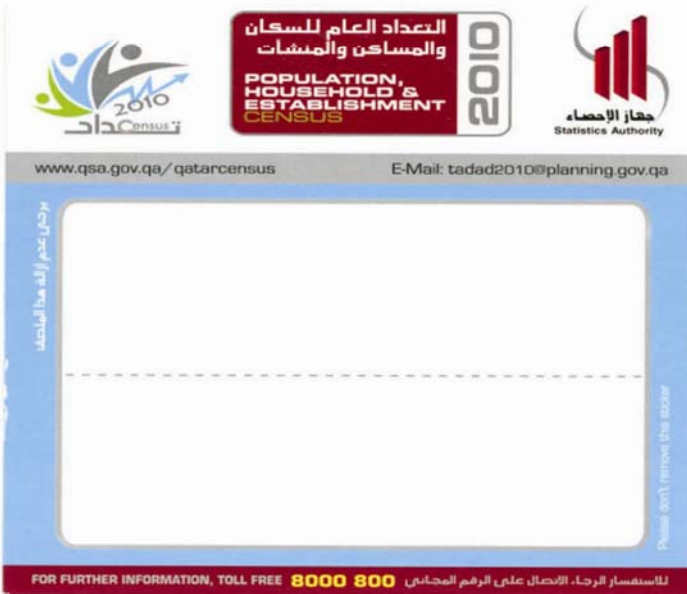 2010
Census
تعداد
التعداد العام للسكان
والمساكن والمنشآت
POPULATION,
HOUSEHOLD &
ESTABLISHMENT
CENSUS
2010
جهاز الإحصاء
Statistics Authority
www.qsa.gov.qa/qatarcensus
E-Mail: tadad2010@planning.gov.qa
يرجى عدم إزالة هذا الملصق
Please don't remove this sticker
FOR FURTHER INFORMATION, TOLL FREE 8000 800 للاستفسار الرجاء الاتصال على الرقم المجاني